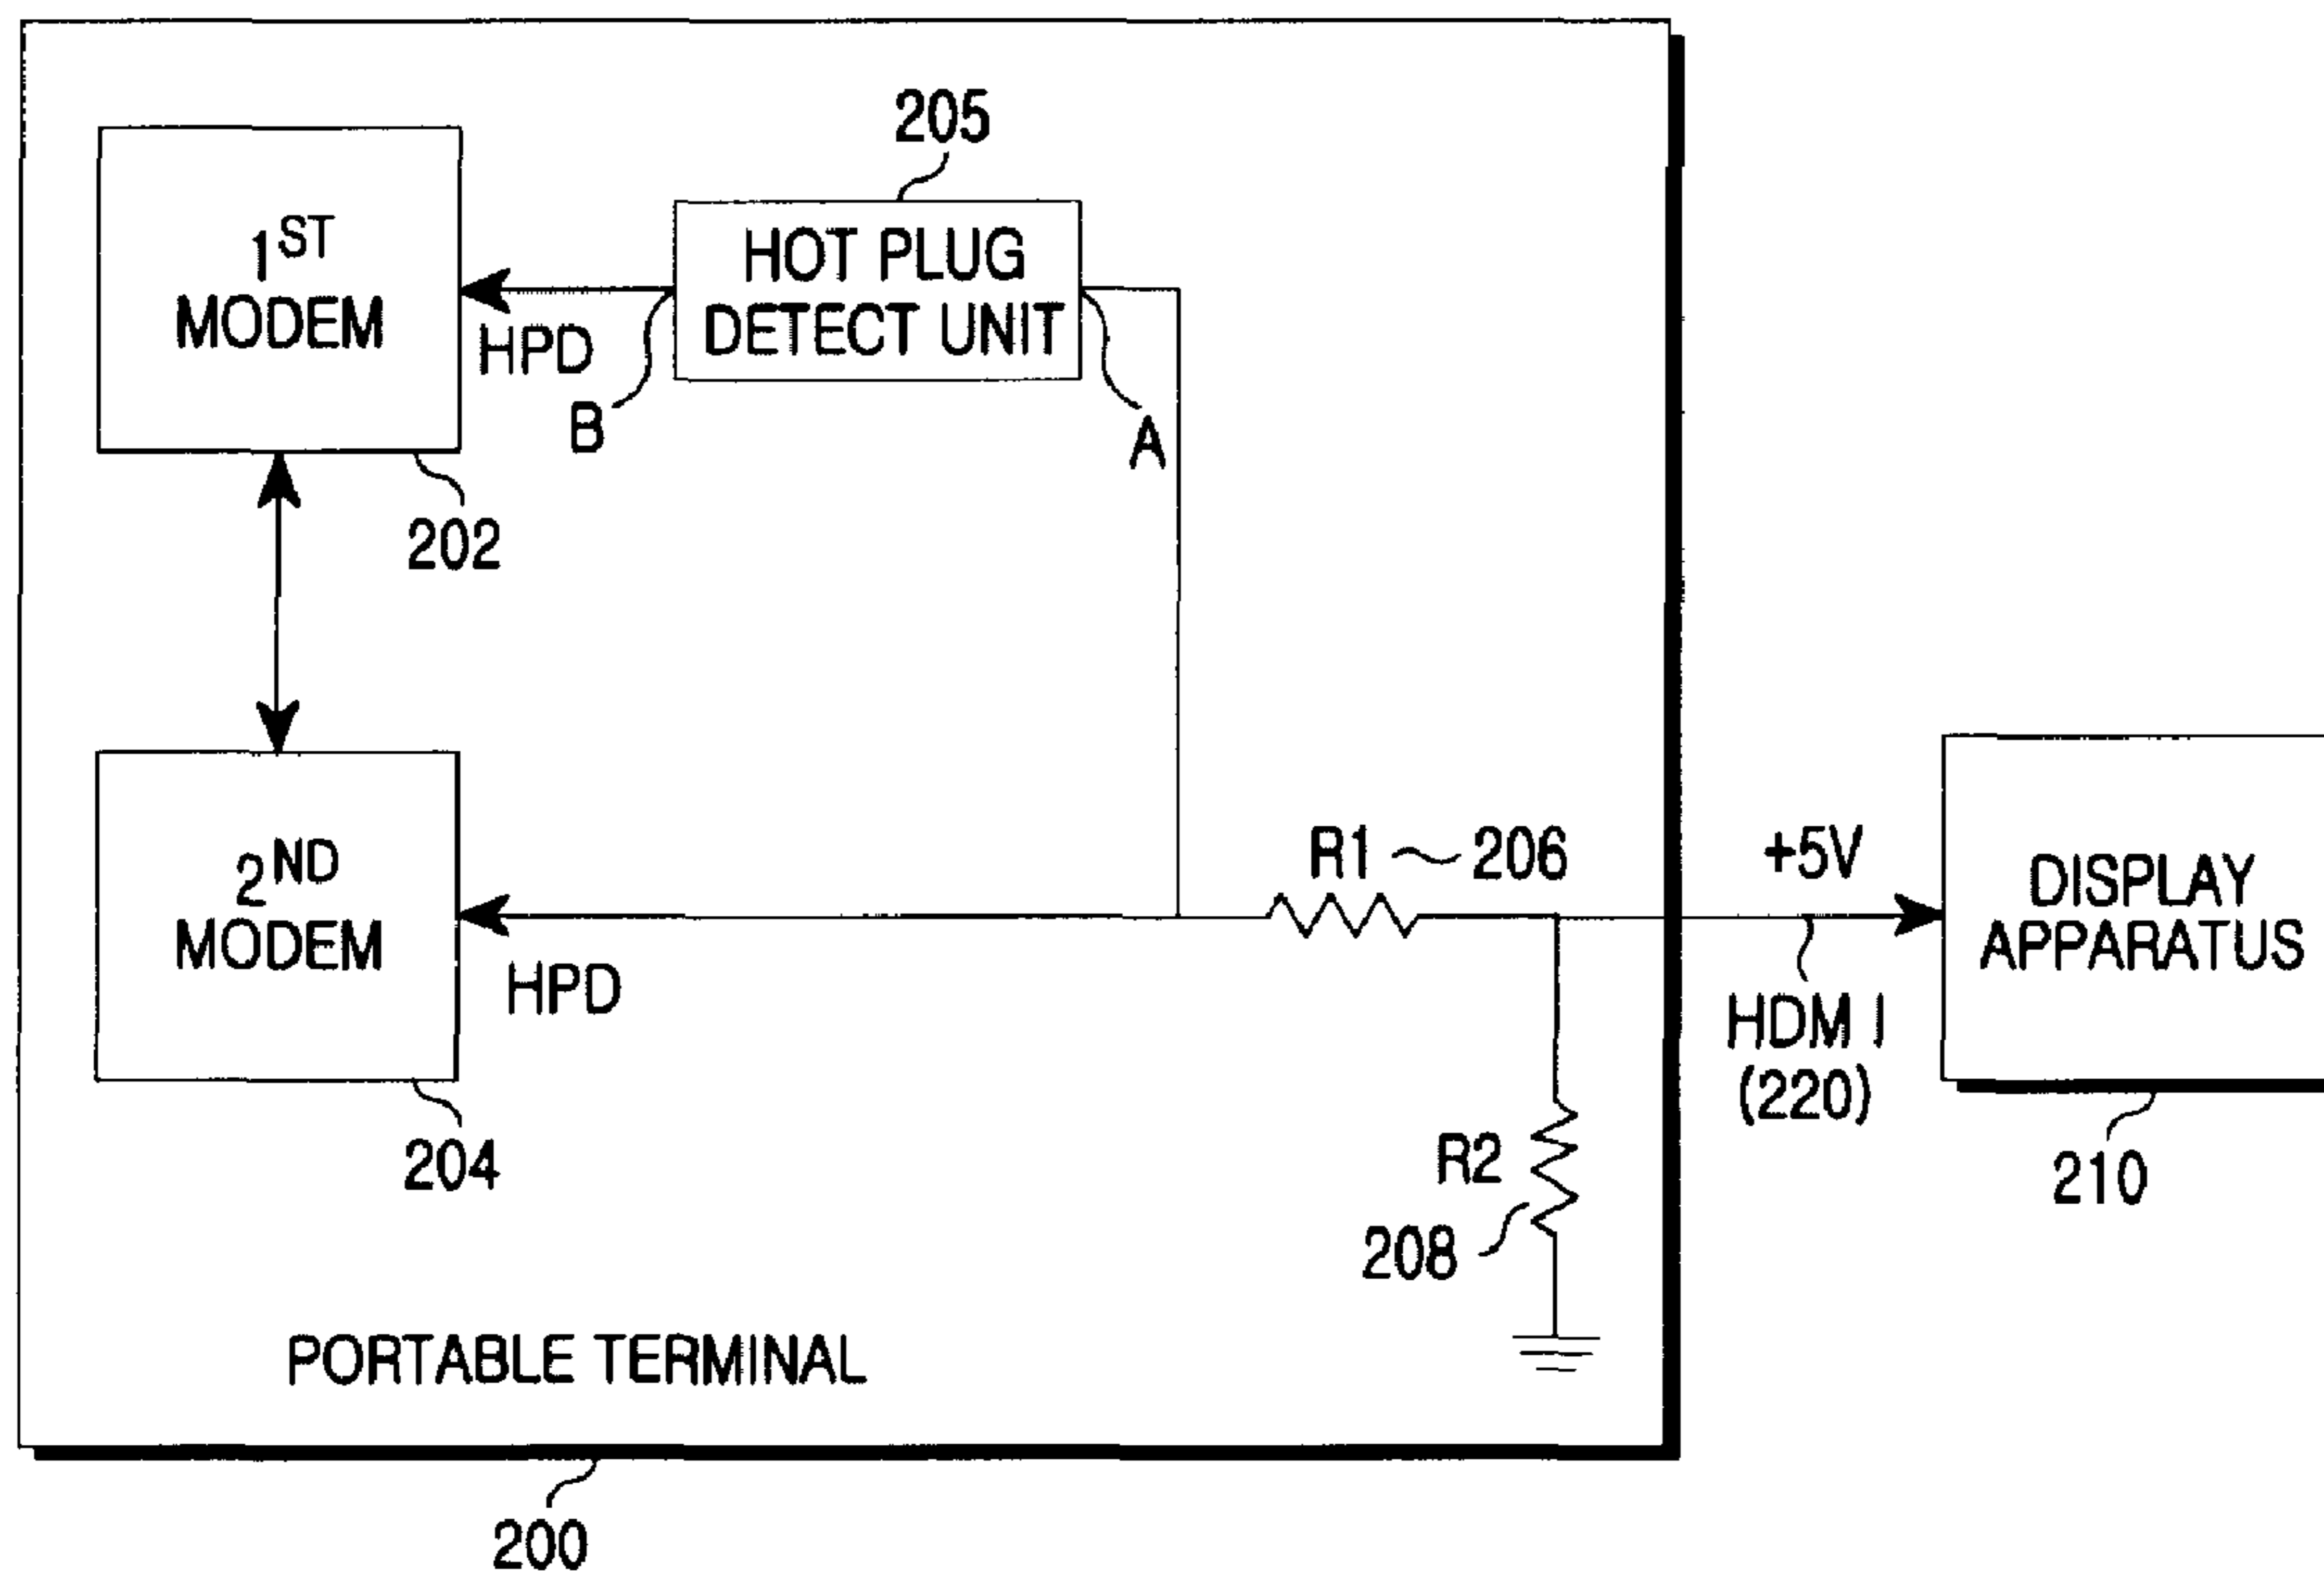 205
1ST
MODEM
HOT PLUG
DETECT UNIT
HPD
B
A
202
2ND
MODEM
R1 206
+5V
DISPLAY
APPARATUS
HPD
HDMI
(220)
R2
204
210
208
PORTABLE TERMINAL
200